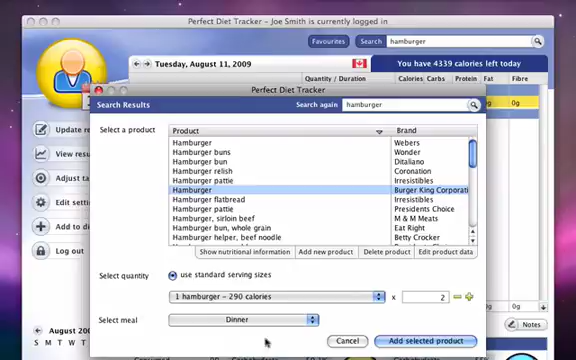 Perfect Diet Tracker – Joe Smith is currently logged in
Favourites Search hamburger
Tuesday, August 11, 2009 You have 4339 calories left today
Quantity / Duration Calories Carbs Protein Fat Fibre
0g 0g
Perfect Diet Tracker
Search Results Search again hamburger
Select a product Product Brand
Hamburger Webers
Hamburger buns Wonder
Hamburger bun Ditaliano
Hamburger relish Coronation
Hamburger pattie Irresistibles
Hamburger Burger King Corporati
Hamburger flatbread Irresistibles
Hamburger pattie Presidents Choice
Hamburger, sirloin beef M & M Meats
Hamburger bun, whole grain Eat Right
Hamburger helper, beef noodle Betty Crocker
Show nutritional information Add new product Delete product Edit product data
Select quantity use standard serving sizes
1 hamburger – 290 calories x 2
Select meal Dinner
Cancel Add selected product
Update re
View resu
Adjust ta
Edit setti
Add to di
Log out
Notes
August 200
S M T W T